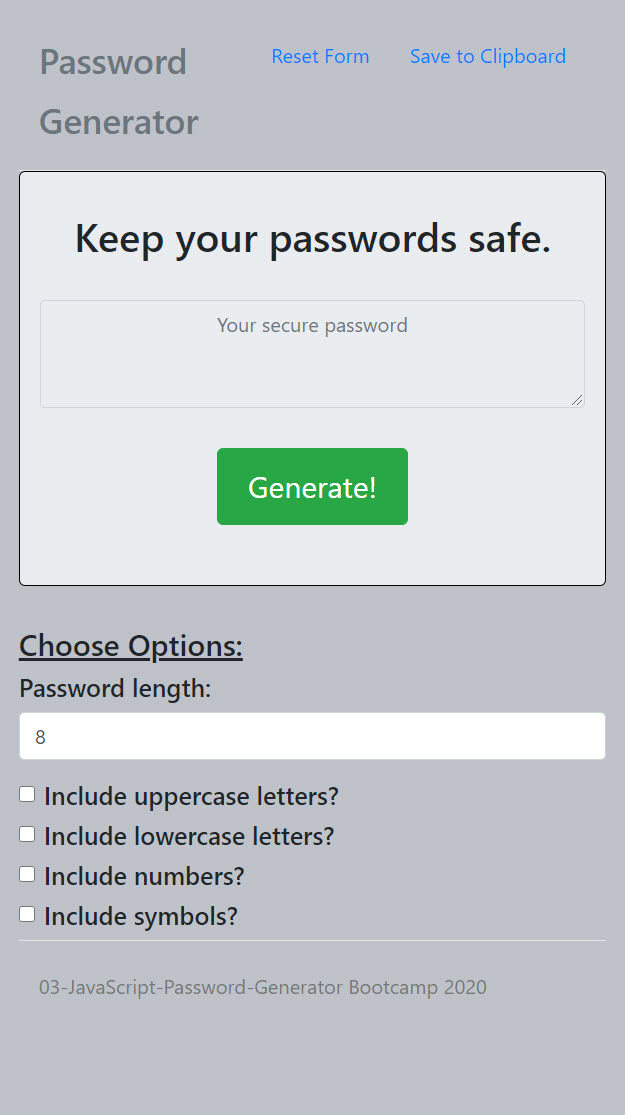 Password
Generator
Reset Form
Save to Clipboard
Keep your passwords safe.
Your secure password
Generate!
Choose Options:
Password length:
8
Include uppercase letters?
Include lowercase letters?
Include numbers?
Include symbols?
03-JavaScript-Password-Generator Bootcamp 2020